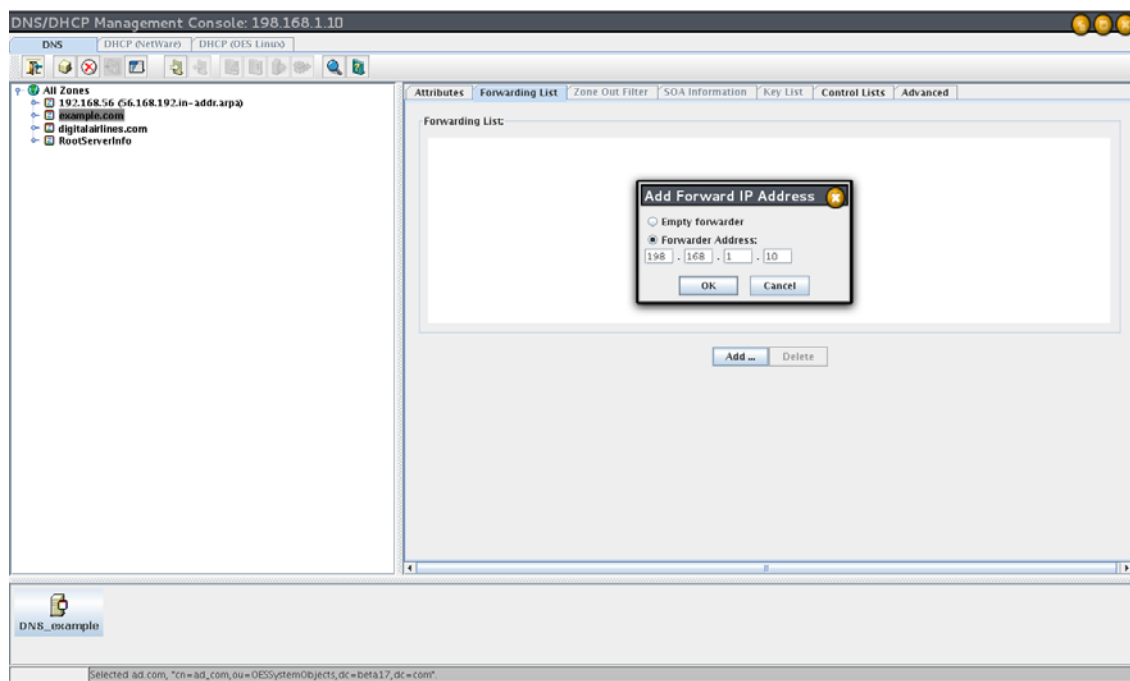 DNS/DHCP Management Console: 198.168.1.10
DNS
DHCP (NetWare)
DHCP (OES Linux)
All Zones
192.168.56 (56.168.192.in-addr.arpa)
example.com
digitalairlines.com
RootServerInfo
Attributes
Forwarding List
Zone Out Filter
SOA Information
Key List
Control Lists
Advanced
Forwarding List:
Add Forward IP Address
Empty forwarder
Forwarder Address:
198 . 168 . 1 . 10
OK
Cancel
Add ...
Delete
DNS_example
Selected ad.com, "cn=ad_com,ou=OESSystemObjects,dc=beta17,dc=com".